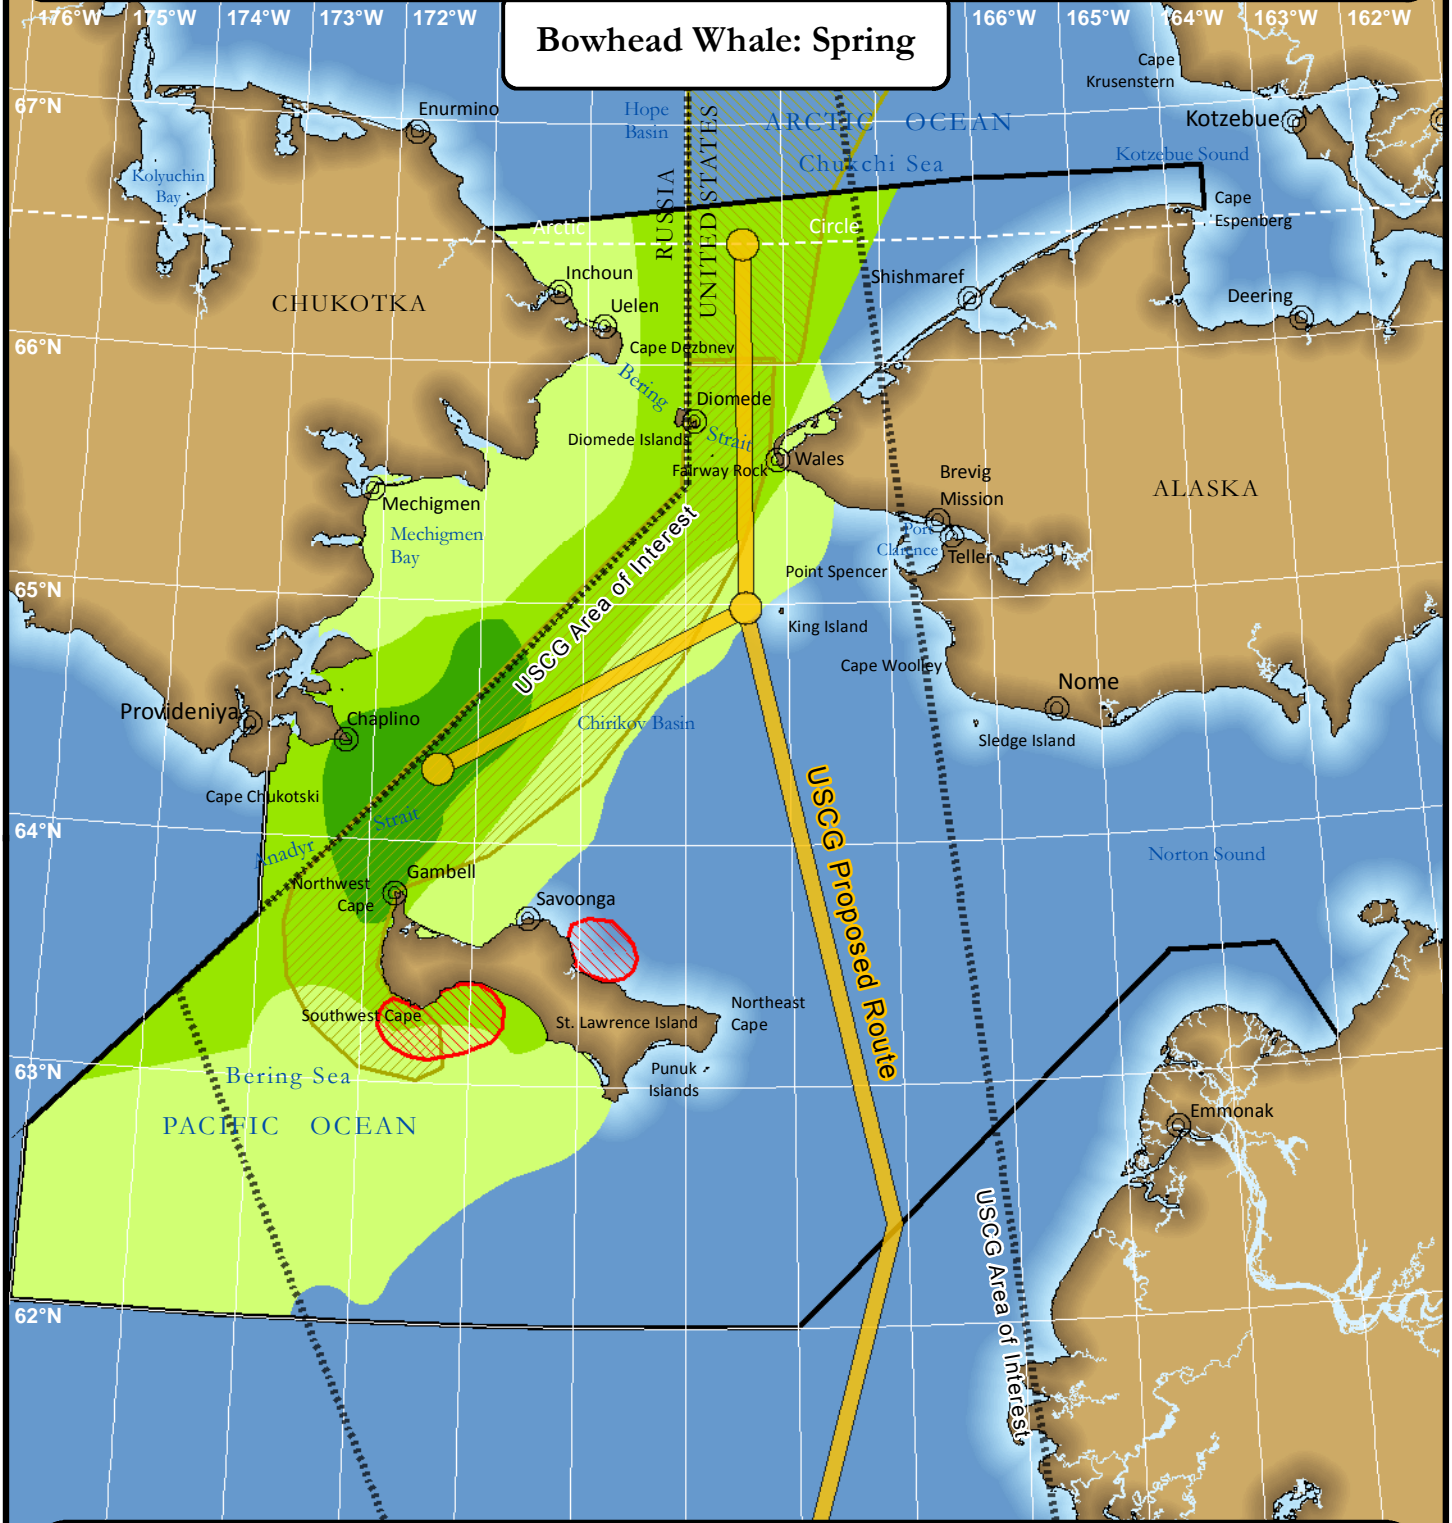 176°W 175°W 174°W 173°W 172°W
Bowhead Whale: Spring
166°W 165°W 164°W 163°W 162°W
Cape
Krusenstern
67°N
Enurmino
Hope
Basin
ARCTIC OCEAN
Kotzebue
Chukchi Sea
Kotzebue Sound
Kolyuchin
Bay
RUSSIA
UNITED STATES
Cape
Espenberg
Arctic Circle
Inchoun
Shishmaref
CHUKOTKA
Uelen
Deering
66°N
Cape Dezbnev
Bering
Strait
Diomede
Diomede Islands
Fairway Rock
Wales
Brevig
Mission
ALASKA
Mechigmen
Mechigmen
Bay
USCG Area of Interest
Port
Clarence
Teller
65°N
Point Spencer
King Island
Cape Woolley
Nome
Provideniya
Chaplino
Chirikov Basin
Sledge Island
Cape Chukotski
USCG Proposed Route
64°N
Anadyr
Strait
Norton Sound
Northwest
Cape
Gambell
Savoonga
Northeast
Cape
Southwest Cape
St. Lawrence Island
63°N
Bering Sea
Punuk
Islands
PACIFIC OCEAN
Emmonak
USCG Area of Interest
62°N